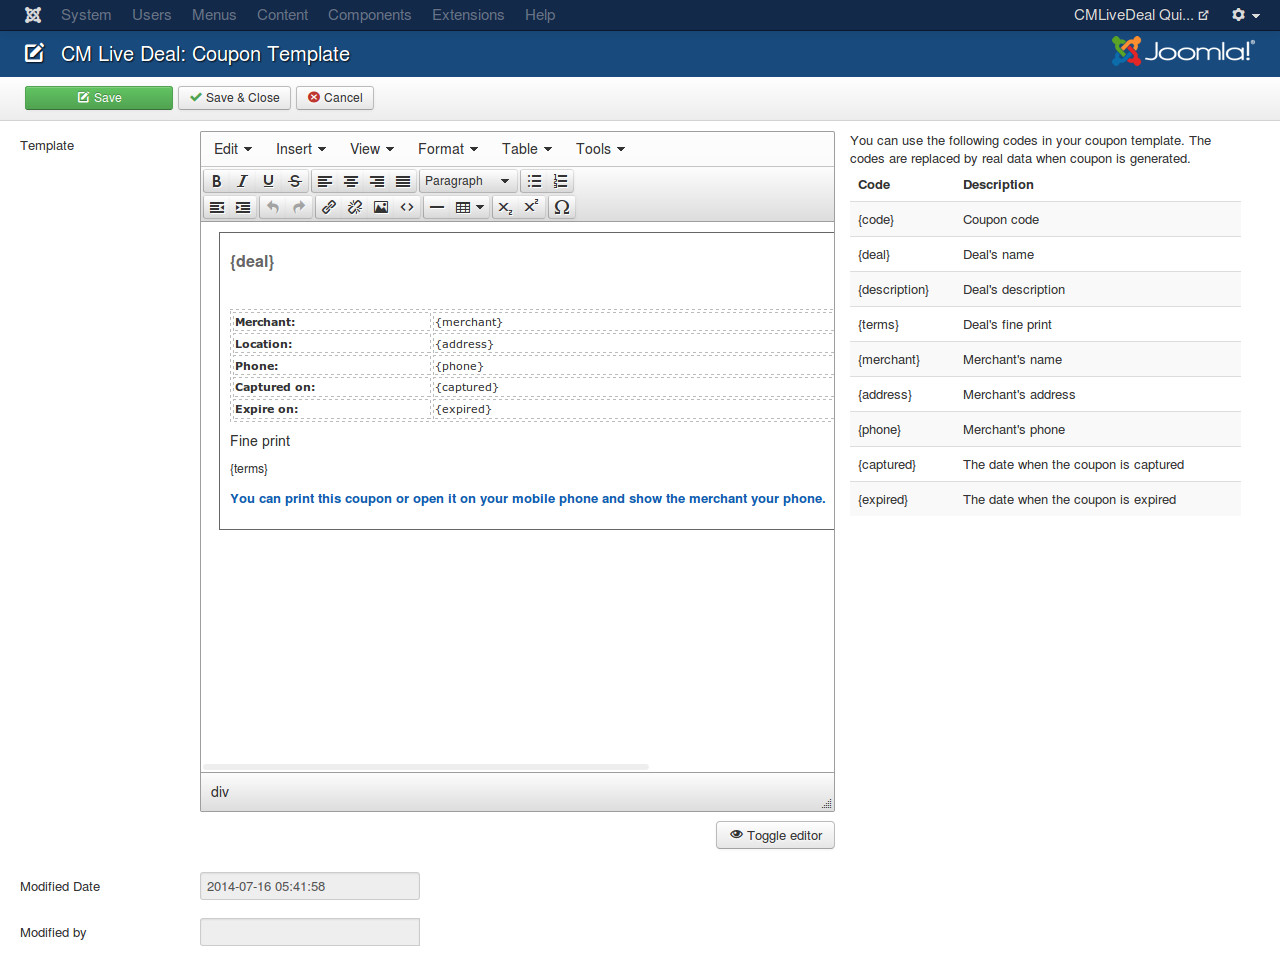 System Users Menus Content Components Extensions Help CMLiveDeal Qui...
CM Live Deal: Coupon Template
Joomla!®
Save
Save & Close
Cancel
Template
Edit Insert View Format Table Tools
B I U S Paragraph
X₂ X² Ω
{deal}
Merchant: {merchant}
Location: {address}
Phone: {phone}
Captured on: {captured}
Expire on: {expired}
Fine print
{terms}
You can print this coupon or open it on your mobile phone and show the merchant your phone.
div
Toggle editor
You can use the following codes in your coupon template. The
codes are replaced by real data when coupon is generated.
Code Description
{code} Coupon code
{deal} Deal's name
{description} Deal's description
{terms} Deal's fine print
{merchant} Merchant's name
{address} Merchant's address
{phone} Merchant's phone
{captured} The date when the coupon is captured
{expired} The date when the coupon is expired
Modified Date 2014-07-16 05:41:58
Modified by